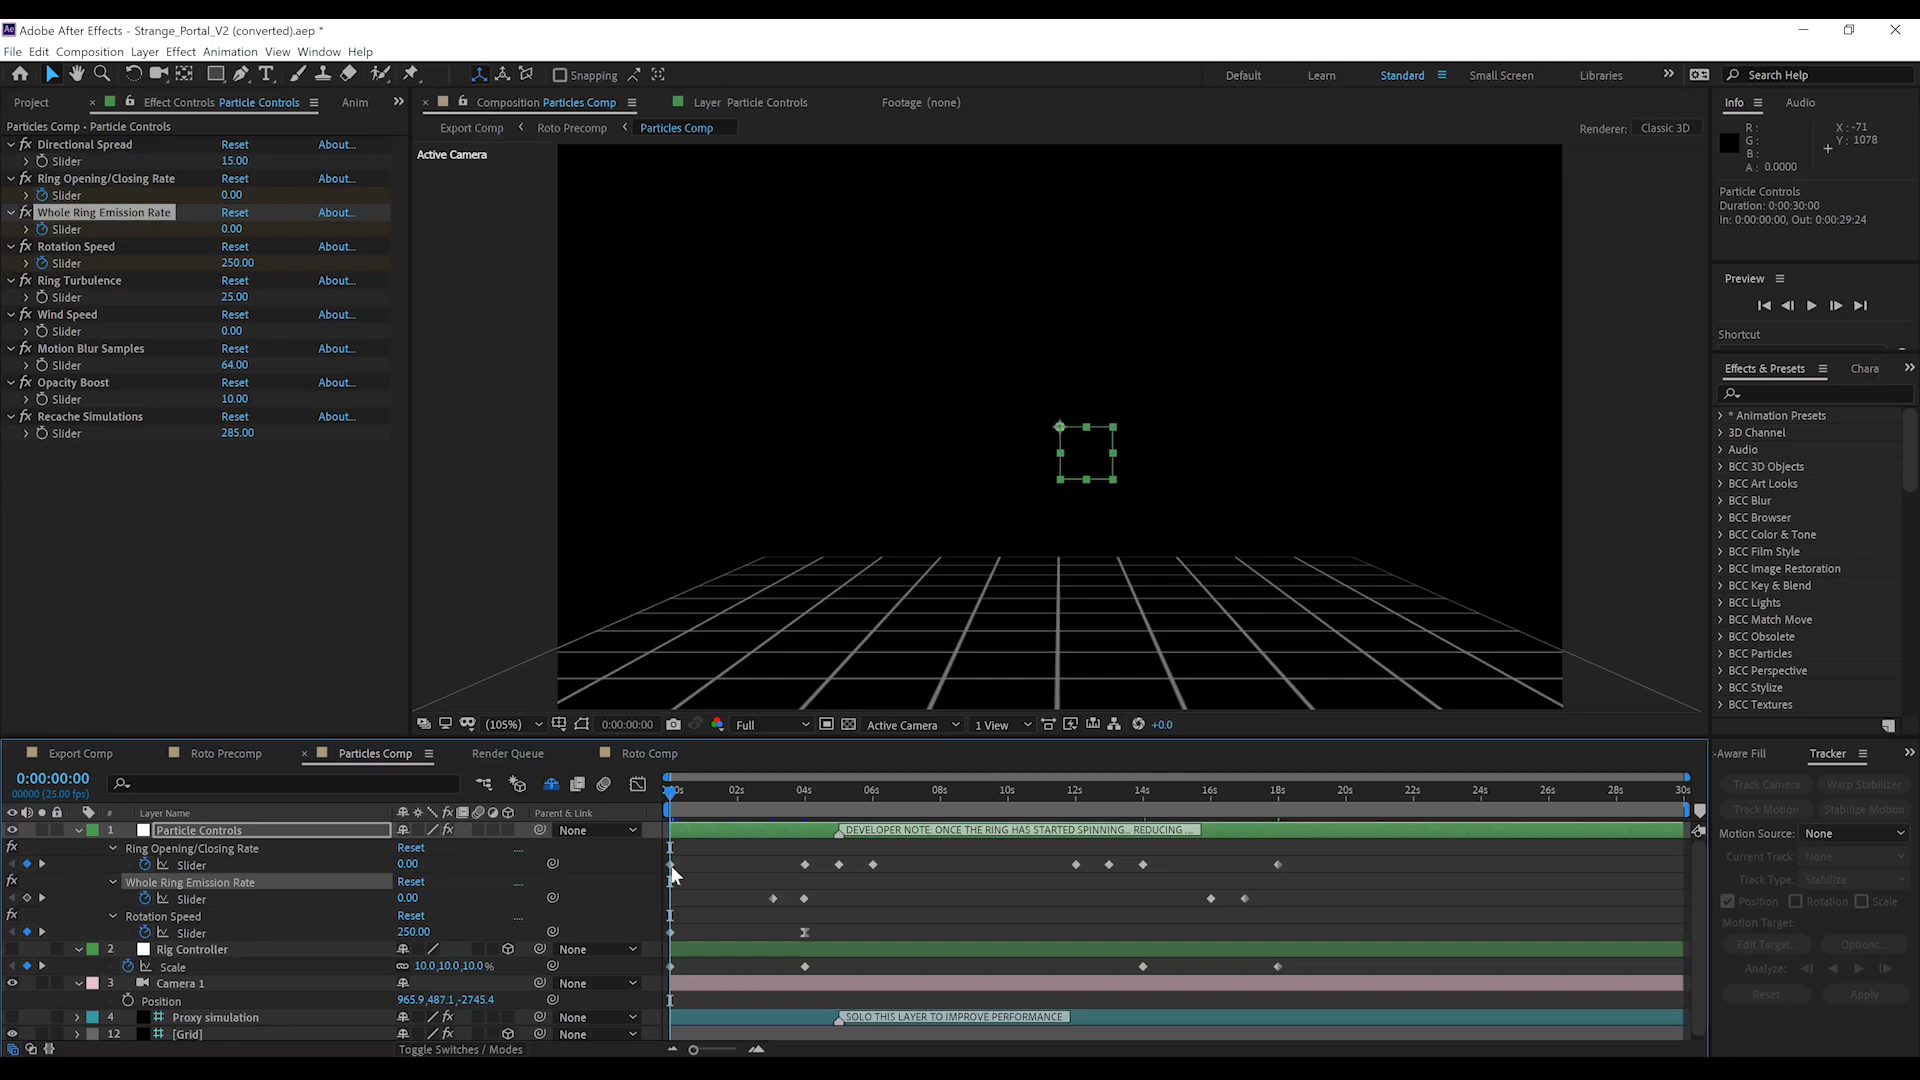 Adobe After Effects - Strange_Portal_V2 (converted).aep *
File Edit Composition Layer Effect Animation View Window Help
Snapping
Default Learn Standard Small Screen Libraries
Search Help
Project
Effect Controls Particle Controls
Anim
Composition Particles Comp
Layer Particle Controls
Footage (none)
Info Audio
Particles Comp - Particle Controls
Export Comp Roto Precomp Particles Comp
Renderer: Classic 3D
Active Camera
R:
G:
B:
A: 0.0000
X: -71
Y: 1078
Particle Controls
Duration: 0:00:30:00
In: 0:00:00:00, Out: 0:00:29:24
Directional Spread Reset About...
Slider 15.00
Ring Opening/Closing Rate Reset About...
Slider 0.00
Whole Ring Emission Rate Reset About...
Slider 0.00
Rotation Speed Reset About...
Slider 250.00
Ring Turbulence Reset About...
Slider 25.00
Wind Speed Reset About...
Slider 0.00
Motion Blur Samples Reset About...
Slider 64.00
Opacity Boost Reset About...
Slider 10.00
Recache Simulations Reset About...
Slider 285.00
Preview
Shortcut
Effects & Presets Chara
* Animation Presets
3D Channel
Audio
BCC 3D Objects
BCC Art Looks
BCC Blur
BCC Browser
BCC Color & Tone
BCC Film Style
BCC Image Restoration
BCC Key & Blend
BCC Lights
BCC Match Move
BCC Obsolete
BCC Particles
BCC Perspective
BCC Stylize
BCC Textures
(105%) 0:00:00:00 Full Active Camera 1 View +0.0
Export Comp Roto Precomp Particles Comp Render Queue Roto Comp
0:00:00:00
00000 (25.00 fps)
02s 04s 06s 08s 10s 12s 14s 16s 18s 20s 22s 24s 26s 28s 30s
# Layer Name Parent & Link
1 Particle Controls None
DEVELOPER NOTE: ONCE THE RING HAS STARTED SPINNING... REDUCING ...
Ring Opening/Closing Rate Reset ....
Slider 0.00
Whole Ring Emission Rate Reset ....
Slider 0.00
Rotation Speed Reset ....
Slider 250.00
2 Rig Controller None
Scale 10.0,10.0,10.0%
3 Camera 1 None
Position 965.9,487.1,-2745.4
4 Proxy simulation None
SOLO THIS LAYER TO IMPROVE PERFORMANCE
12 [Grid] None
Toggle Switches / Modes
-Aware Fill Tracker
Track Camera Warp Stabilizer
Track Motion Stabilize Motion
Motion Source: None
Current Track: None
Track Type: Stabilize
Position Rotation Scale
Motion Target:
Edit Target... Options...
Analyze:
Reset Apply